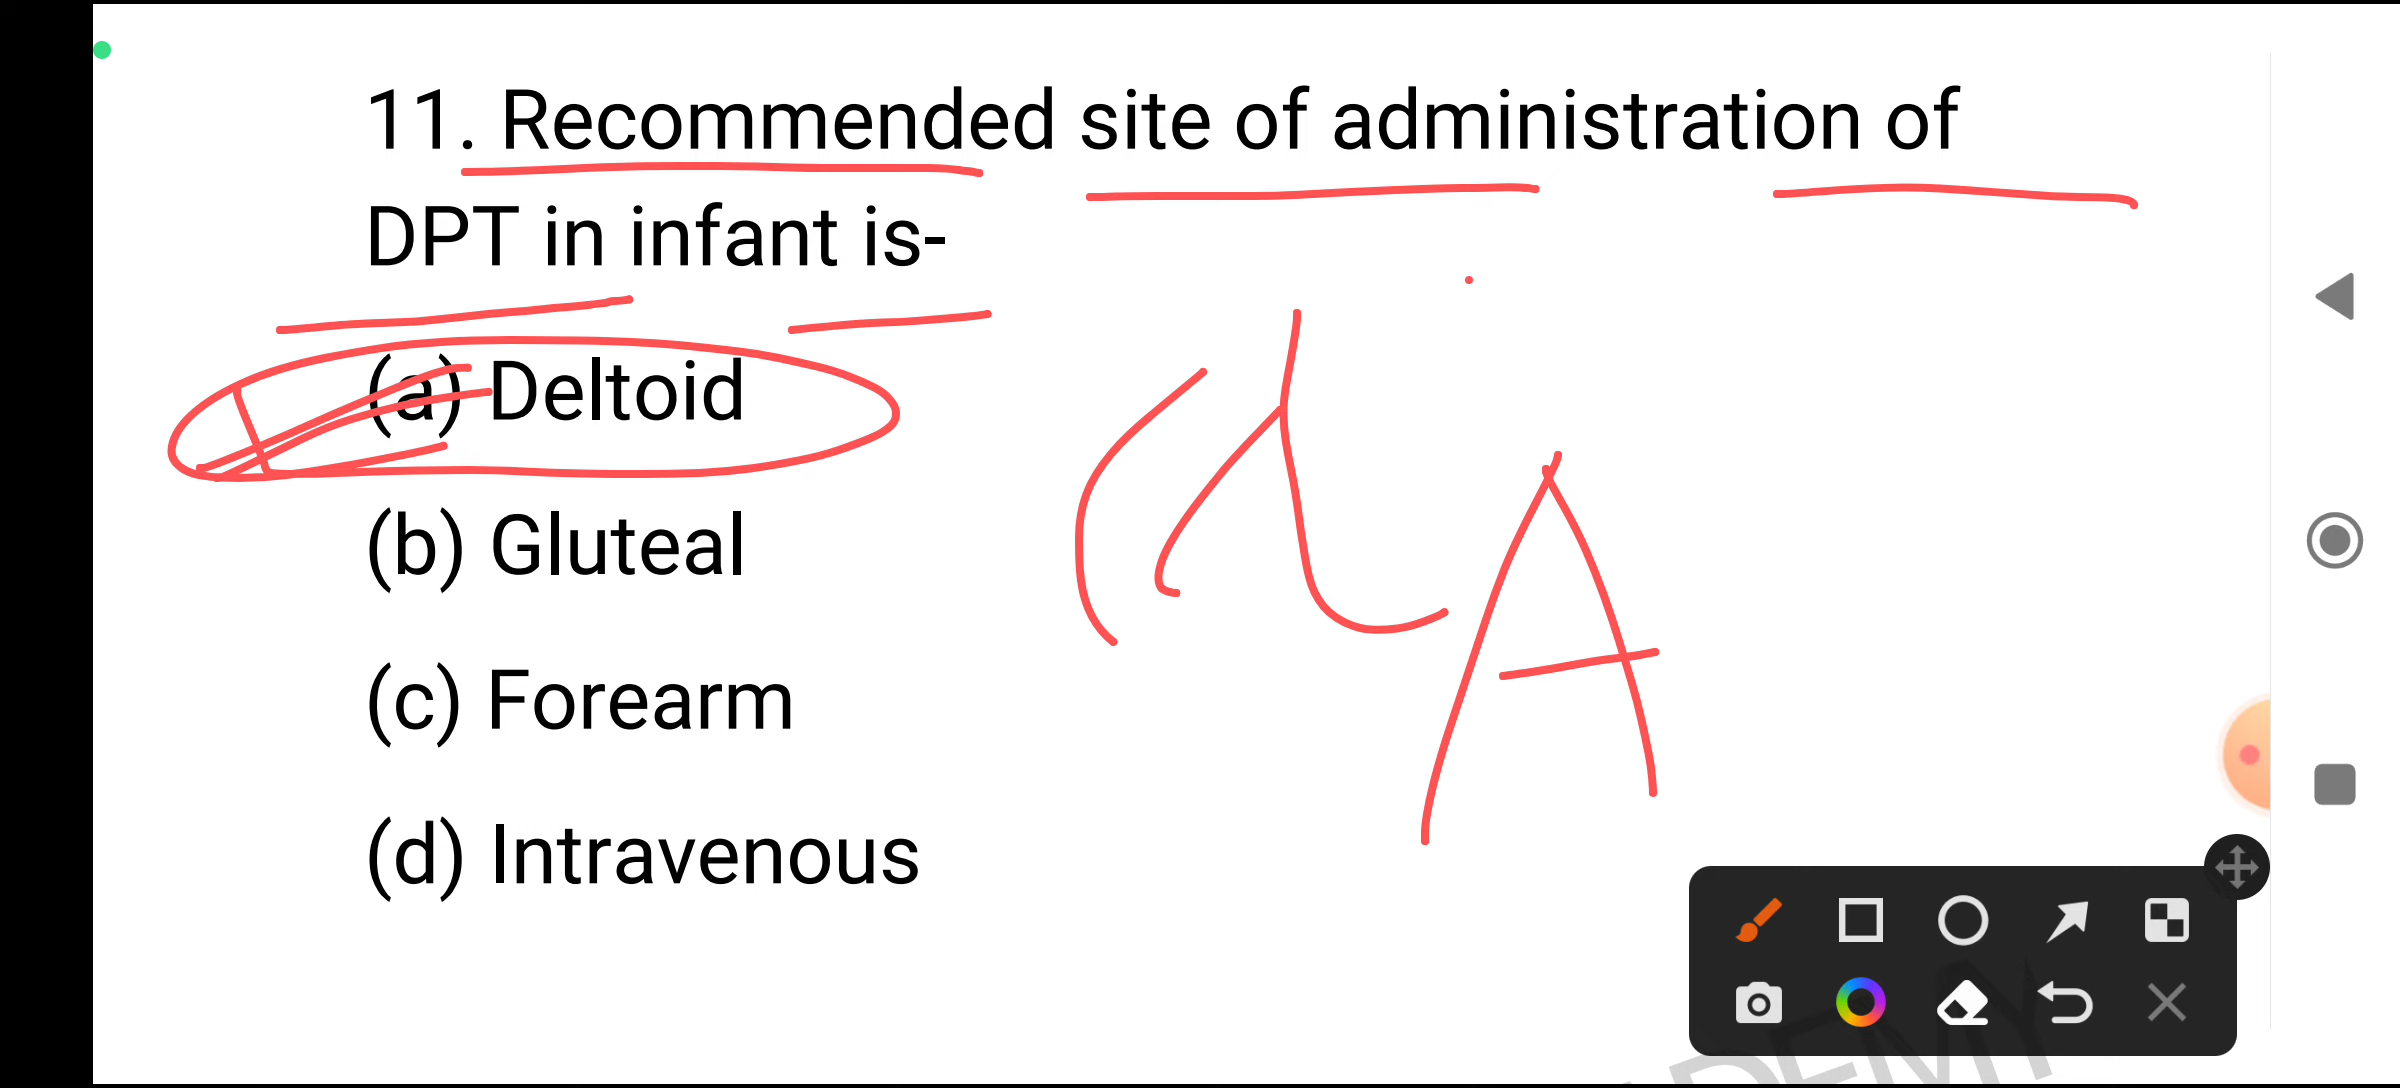 11. Recommended site of administration of
DPT in infant is-
(a) Deltoid
(b) Gluteal
(c) Forearm
(d) Intravenous
A